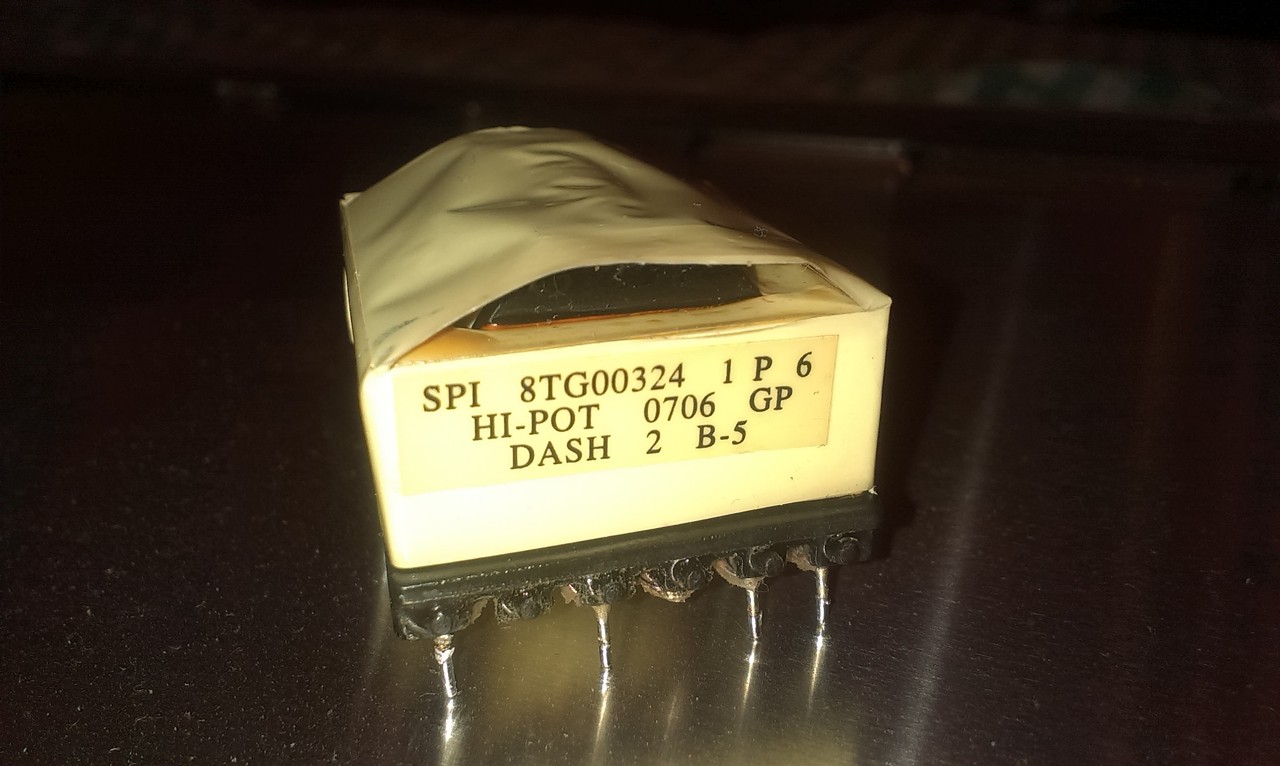 SPI 8TG00324 1 P 6
HI-POT 0706 GP
DASH 2 B-5